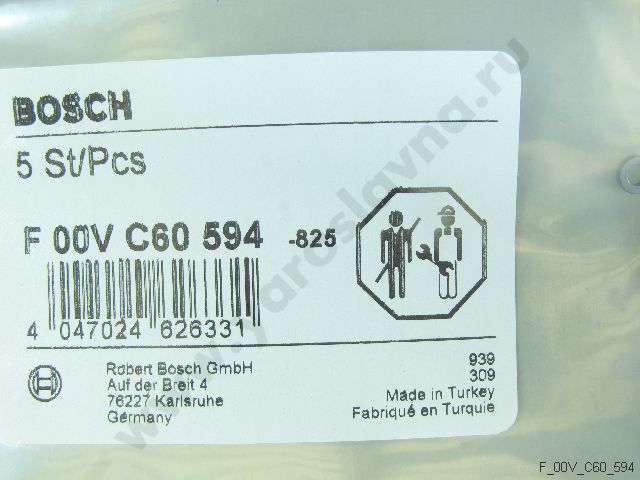 BOSCH
5 St/Pcs
F 00V C60 594 -825
4 047024 626331
Robert Bosch GmbH
Auf der Breit 4
76227 Karlsruhe
Germany
939
309
Made in Turkey
Fabriqué en Turquie
www.yaroslavna.ru
F_00V_C60_594